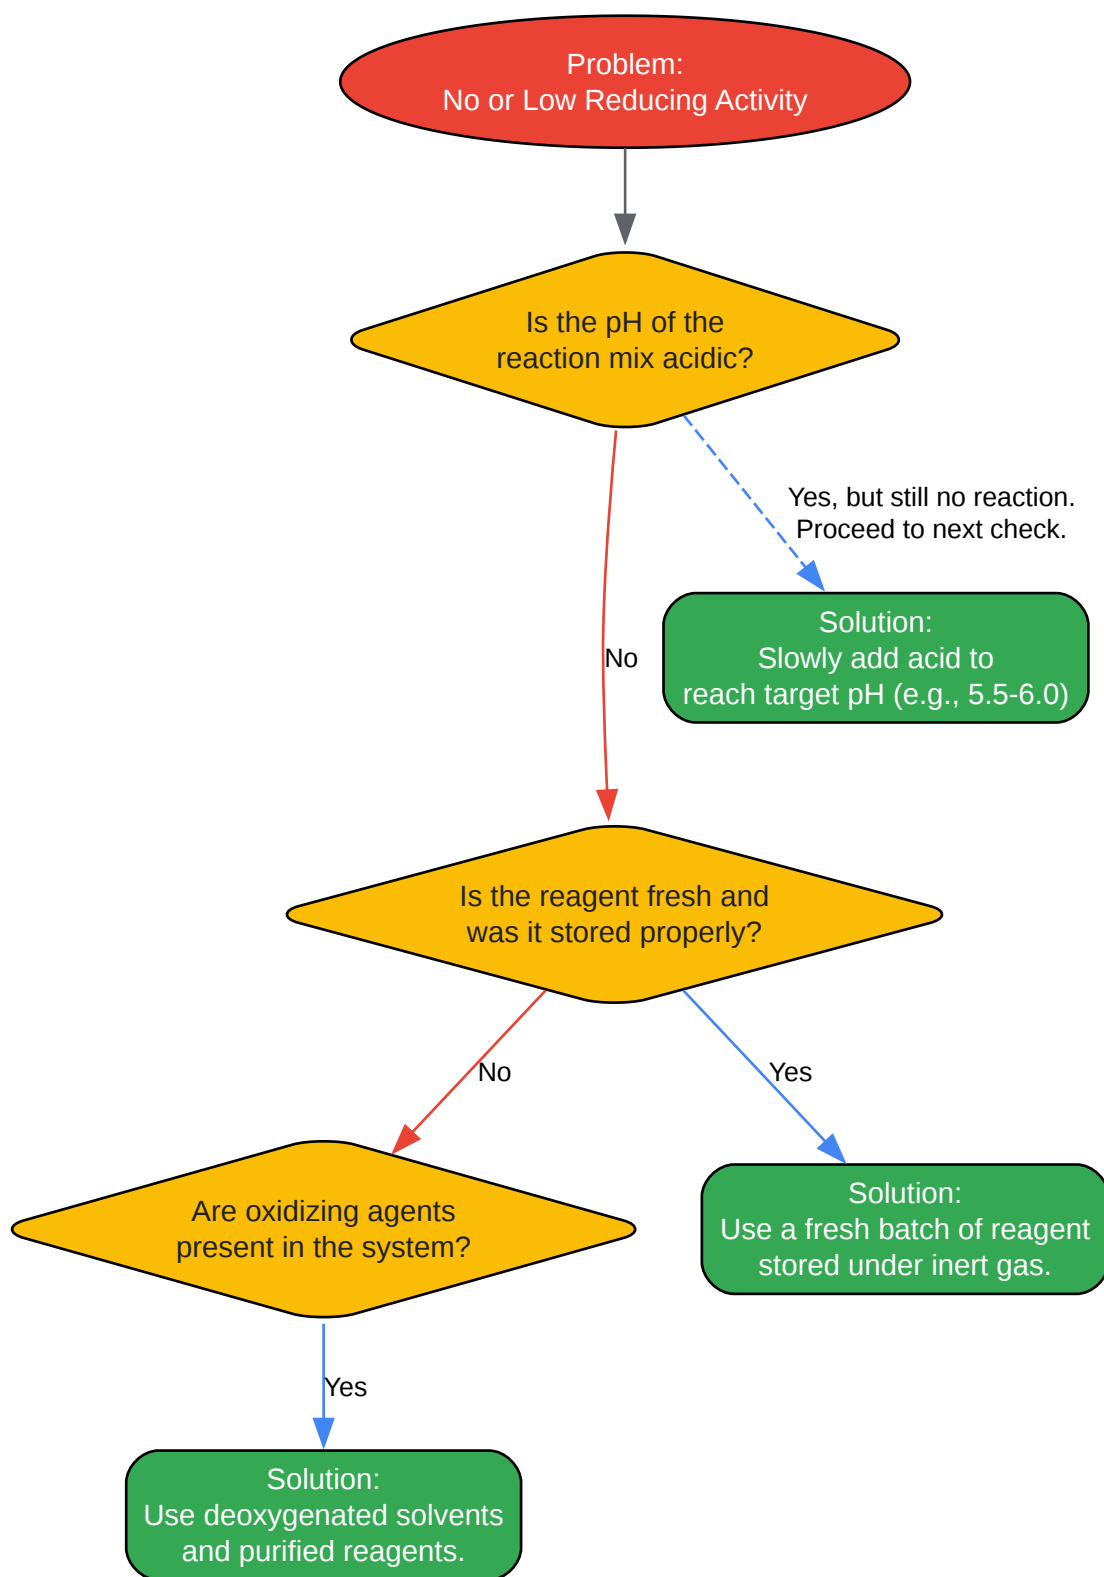 Problem:
No or Low Reducing Activity
Is the pH of the
reaction mix acidic?
Yes, but still no reaction.
Proceed to next check.
Solution:
Slowly add acid to
reach target pH (e.g., 5.5-6.0)
No
Is the reagent fresh and
was it stored properly?
No
Yes
Are oxidizing agents
present in the system?
Solution:
Use a fresh batch of reagent
stored under inert gas.
Yes
Solution:
Use deoxygenated solvents
and purified reagents.